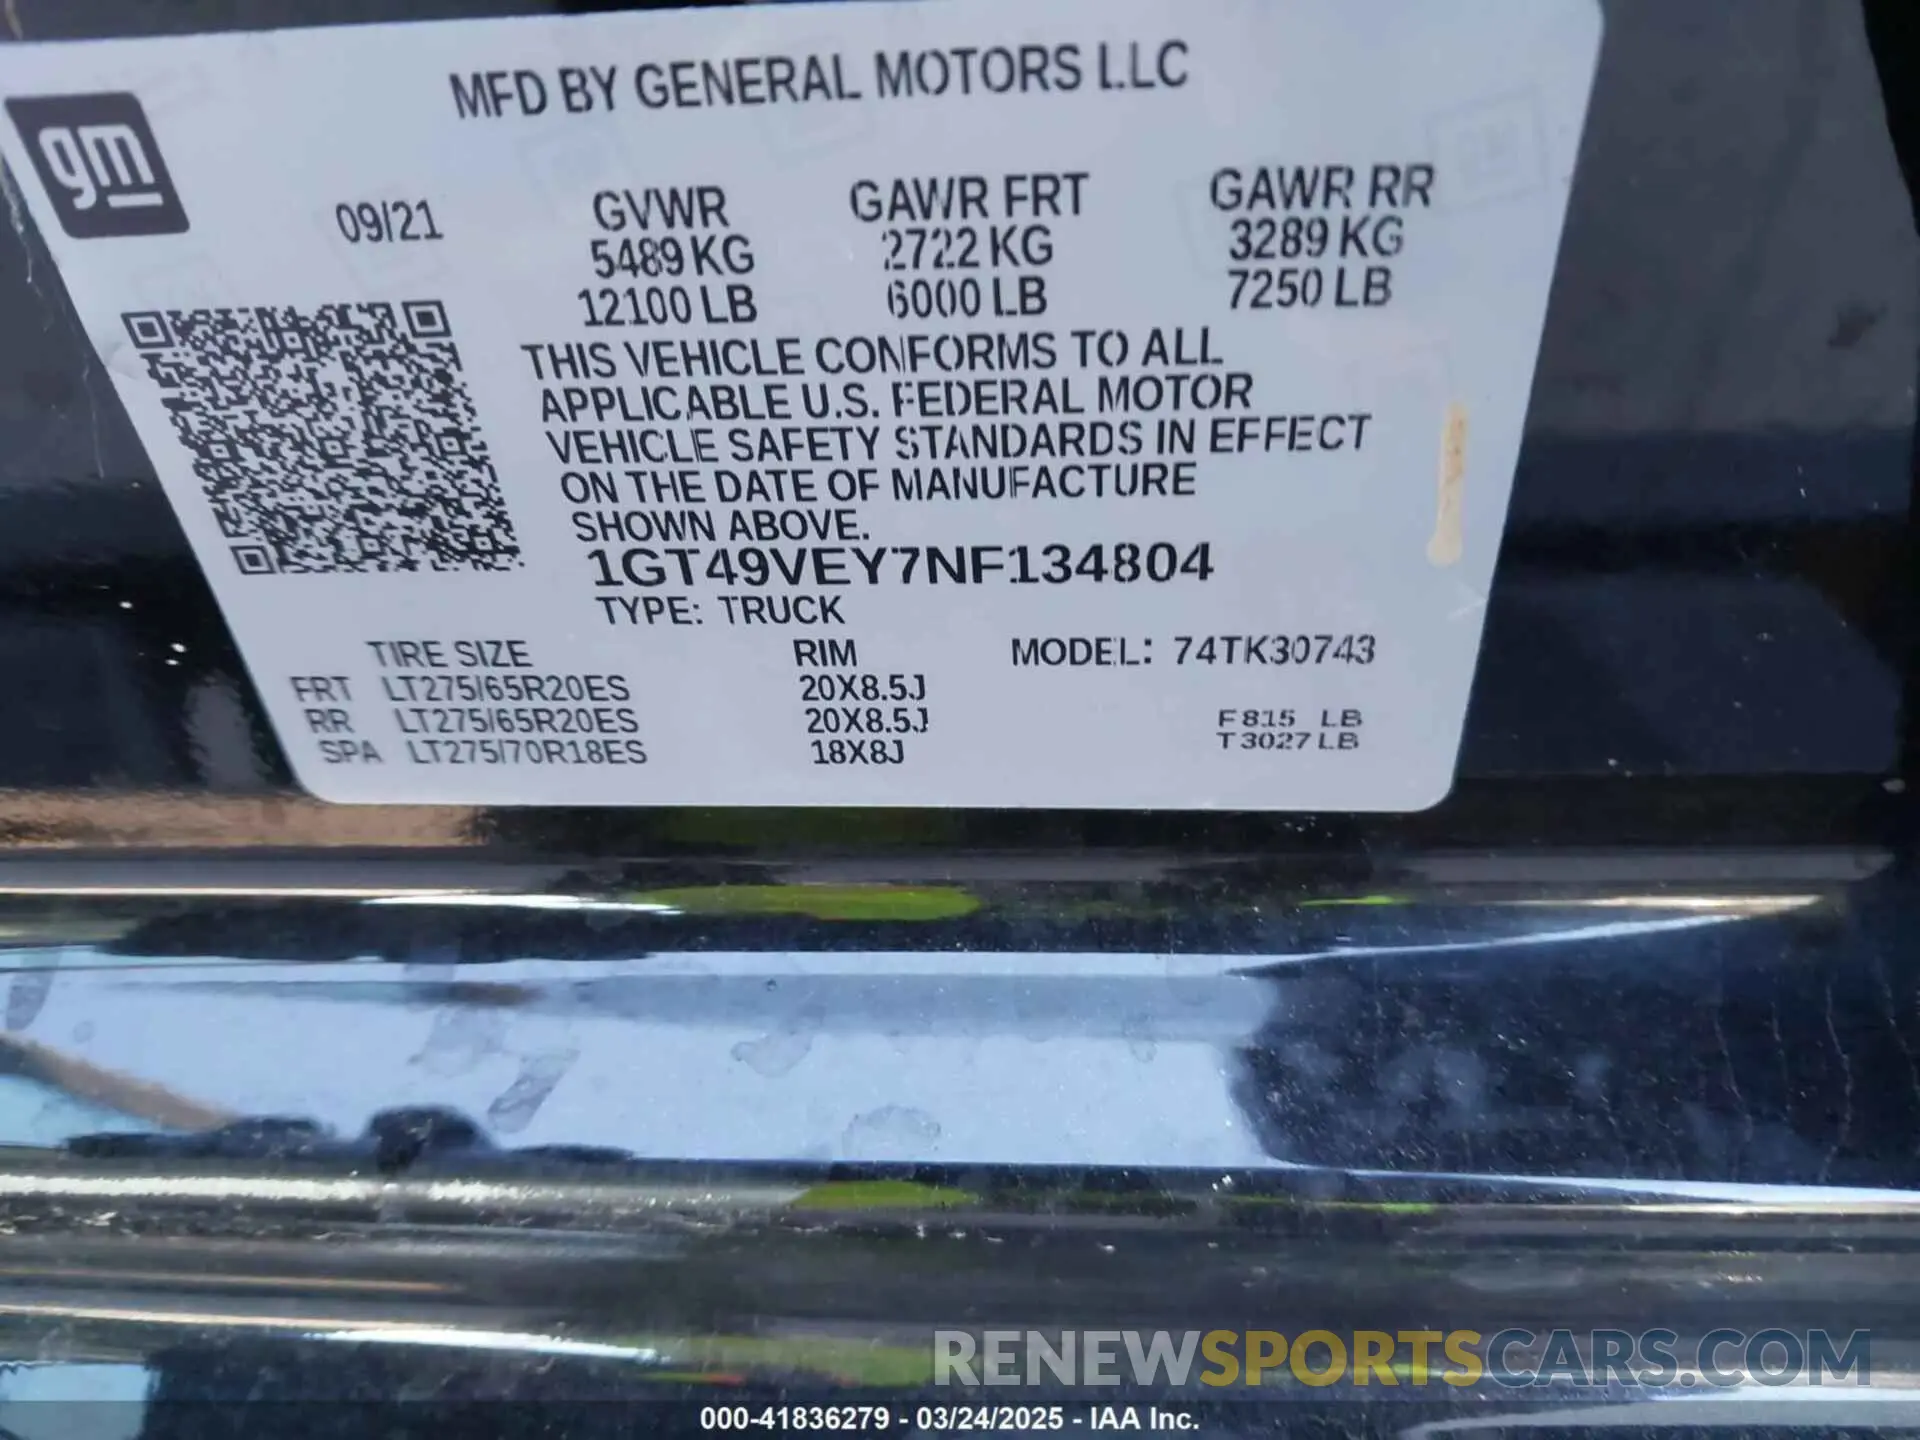 MFD BY GENERAL MOTORS LLC
gm
09/21 GVWR GAWR FRT GAWR RR
5489 KG 2722 KG 3289 KG
12100 LB 6000 LB 7250 LB
THIS VEHICLE CONFORMS TO ALL
APPLICABLE U.S. FEDERAL MOTOR
VEHICLE SAFETY STANDARDS IN EFFECT
ON THE DATE OF MANUFACTURE
SHOWN ABOVE.
1GT49VEY7NF134804
TYPE: TRUCK
TIRE SIZE RIM MODEL: 74TK30743
FRT LT275/65R20ES 20X8.5J
RR LT275/65R20ES 20X8.5J F 815 LB
SPA LT275/70R18ES 18X8J T 3027 LB
RENEWSPORTSCARS.COM
000-41836279 - 03/24/2025 - IAA Inc.